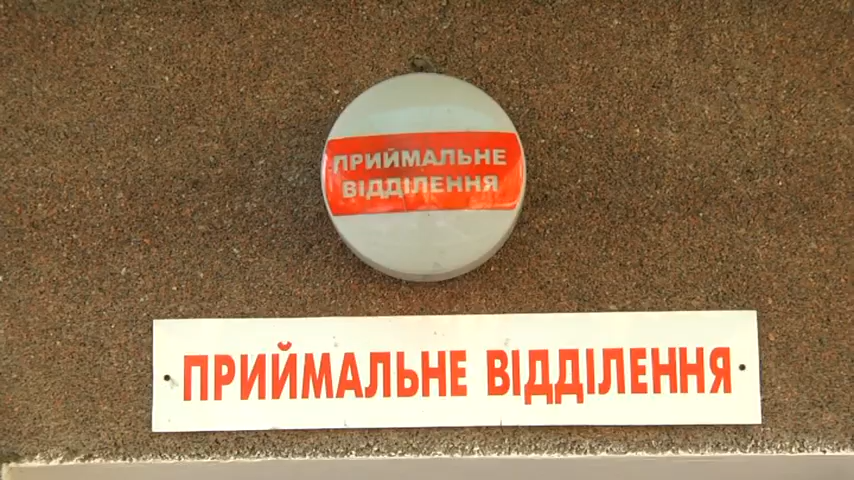 ПРИЙМАЛЬНЕ
ВІДДІЛЕННЯ
ПРИЙМАЛЬНЕ ВІДДІЛЕННЯ